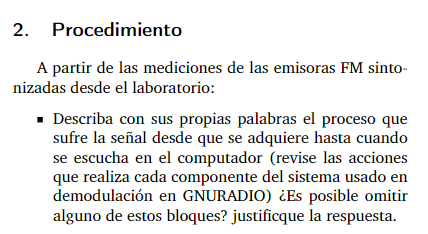 2. Procedimiento
A partir de las mediciones de las emisoras FM sinto-
nizadas desde el laboratorio:
▪ Describa con sus propias palabras el proceso que
sufre la señal desde que se adquiere hasta cuando
se escucha en el computador (revise las acciones
que realiza cada componente del sistema usado en
demodulación en GNURADIO) ¿Es posible omitir
alguno de estos bloques? justificque la respuesta.